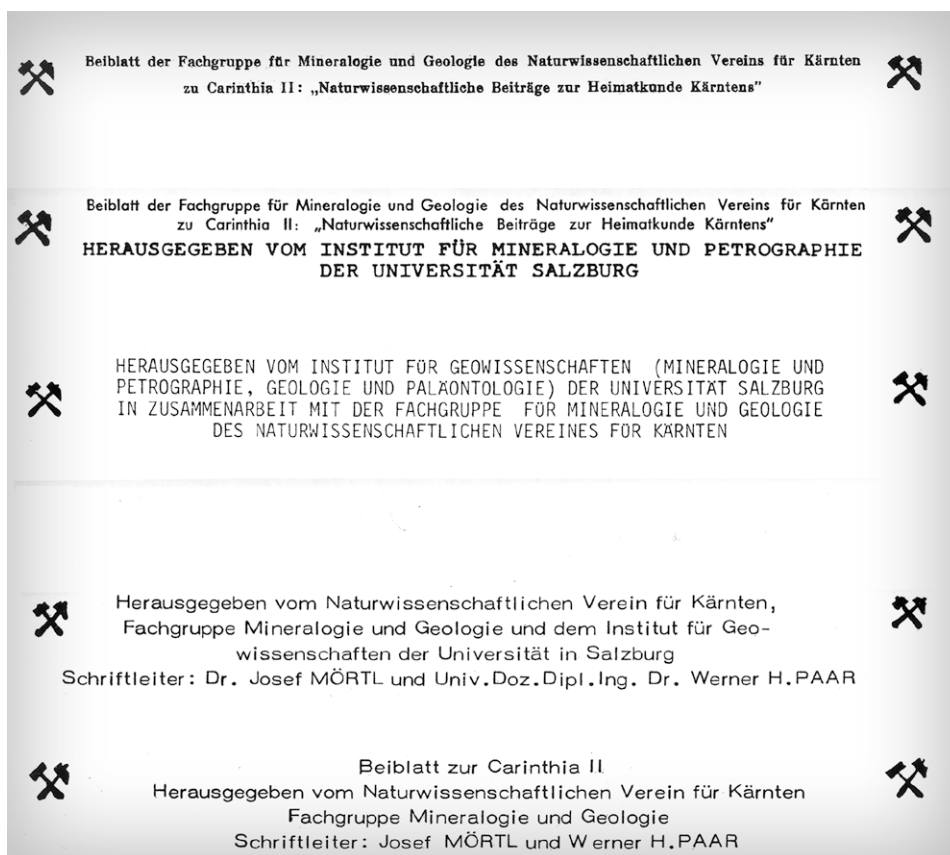 Beiblatt der Fachgruppe für Mineralogie und Geologie des Naturwissenschaftlichen Vereins für Kärnten
zu Carinthia II: „Naturwissenschaftliche Beiträge zur Heimatkunde Kärntens"
Beiblatt der Fachgruppe für Mineralogie und Geologie des Naturwissenschaftlichen Vereins für Kärnten
zu Carinthia II: „Naturwissenschaftliche Beiträge zur Heimatkunde Kärntens"
HERAUSGEGEBEN VOM INSTITUT FÜR MINERALOGIE UND PETROGRAPHIE
DER UNIVERSITÄT SALZBURG
HERAUSGEGEBEN VOM INSTITUT FÜR GEOWISSENSCHAFTEN (MINERALOGIE UND
PETROGRAPHIE, GEOLOGIE UND PALÄONTOLOGIE) DER UNIVERSITÄT SALZBURG
IN ZUSAMMENARBEIT MIT DER FACHGRUPPE FÜR MINERALOGIE UND GEOLOGIE
DES NATURWISSENSCHAFTLICHEN VEREINES FÜR KÄRNTEN
Herausgegeben vom Naturwissenschaftlichen Verein für Kärnten,
Fachgruppe Mineralogie und Geologie und dem Institut für Geo-
wissenschaften der Universität in Salzburg
Schriftleiter: Dr. Josef MÖRTL und Univ.Doz.Dipl.Ing. Dr. Werner H.PAAR
Beiblatt zur Carinthia II
Herausgegeben vom Naturwissenschaftlichen Verein für Kärnten
Fachgruppe Mineralogie und Geologie
Schriftleiter: Josef MÖRTL und Werner H.PAAR